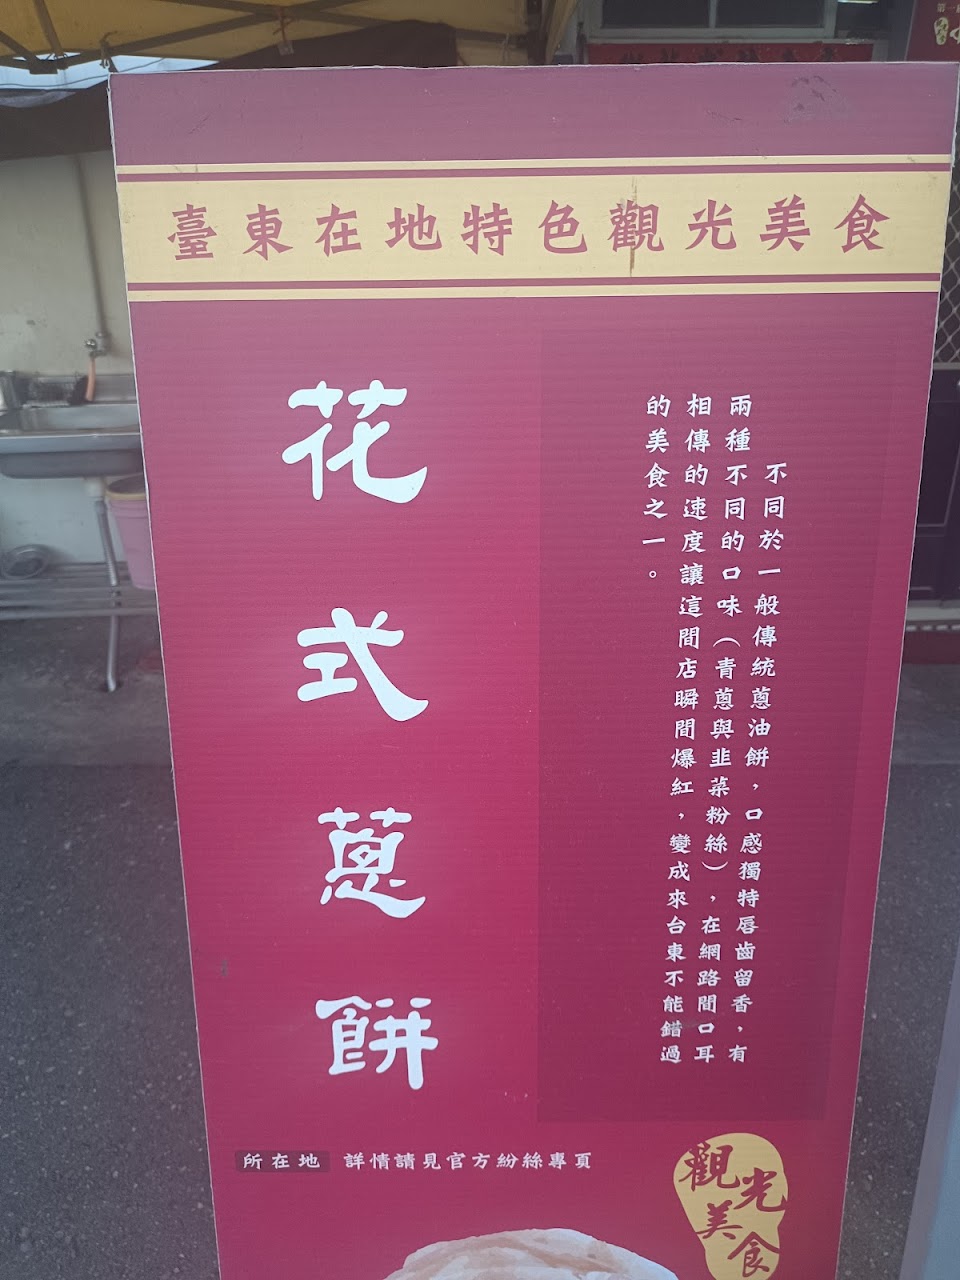 臺東在地特色觀光美食
花式蔥餅
不同於一般傳統蔥油餅，口感獨特唇齒留香，有
兩種不同的口味（青蔥與韭菜粉絲），在網路間口耳
相傳的速度讓這間店瞬間爆紅，變成來台東不能錯過
的美食之一。
所在地 詳情請見官方紛絲專頁
觀光
美食